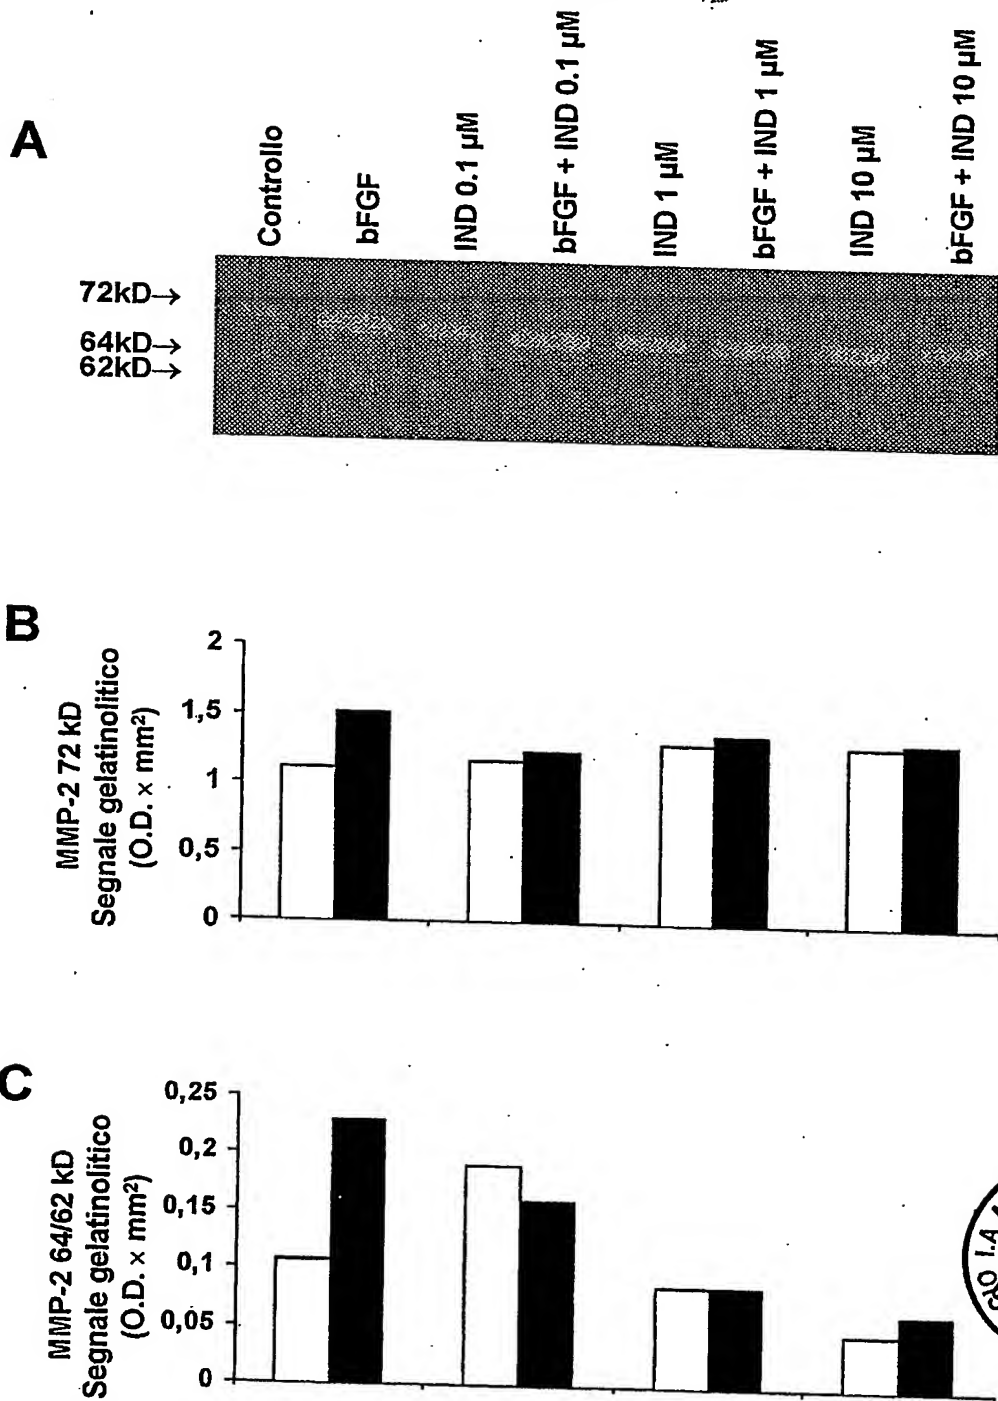 A
Controllo
bFGF
IND 0.1 µM
bFGF + IND 0.1 µM
IND 1 µM
bFGF + IND 1 µM
IND 10 µM
bFGF + IND 10 µM
72kD→
64kD→
62kD→
B
MMP-2 72 kD
Segnale gelatinolitico
(O.D. × mm²)
2
1,5
1
0,5
0
C
MMP-2 64/62 kD
Segnale gelatinolitico
(O.D. × mm²)
0,25
0,2
0,15
0,1
0,05
0
I.A